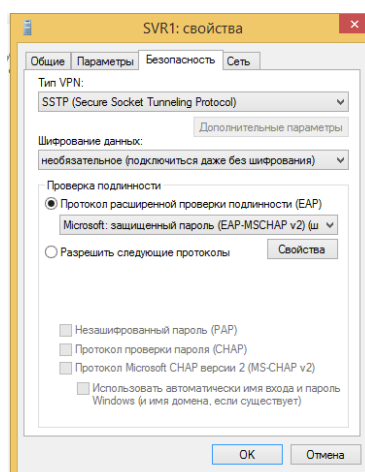 SVR1: свойства
Общие Параметры Безопасность Сеть
Тип VPN:
SSTP (Secure Socket Tunneling Protocol)
Дополнительные параметры
Шифрование данных:
необязательное (подключиться даже без шифрования)
Проверка подлинности
Протокол расширенной проверки подлинности (EAP)
Microsoft: защищенный пароль (EAP-MSCHAP v2) (ш
Разрешить следующие протоколы
Свойства
Незашифрованный пароль (PAP)
Протокол проверки пароля (CHAP)
Протокол Microsoft CHAP версии 2 (MS-CHAP v2)
Использовать автоматически имя входа и пароль
Windows (и имя домена, если существует)
OK Отмена